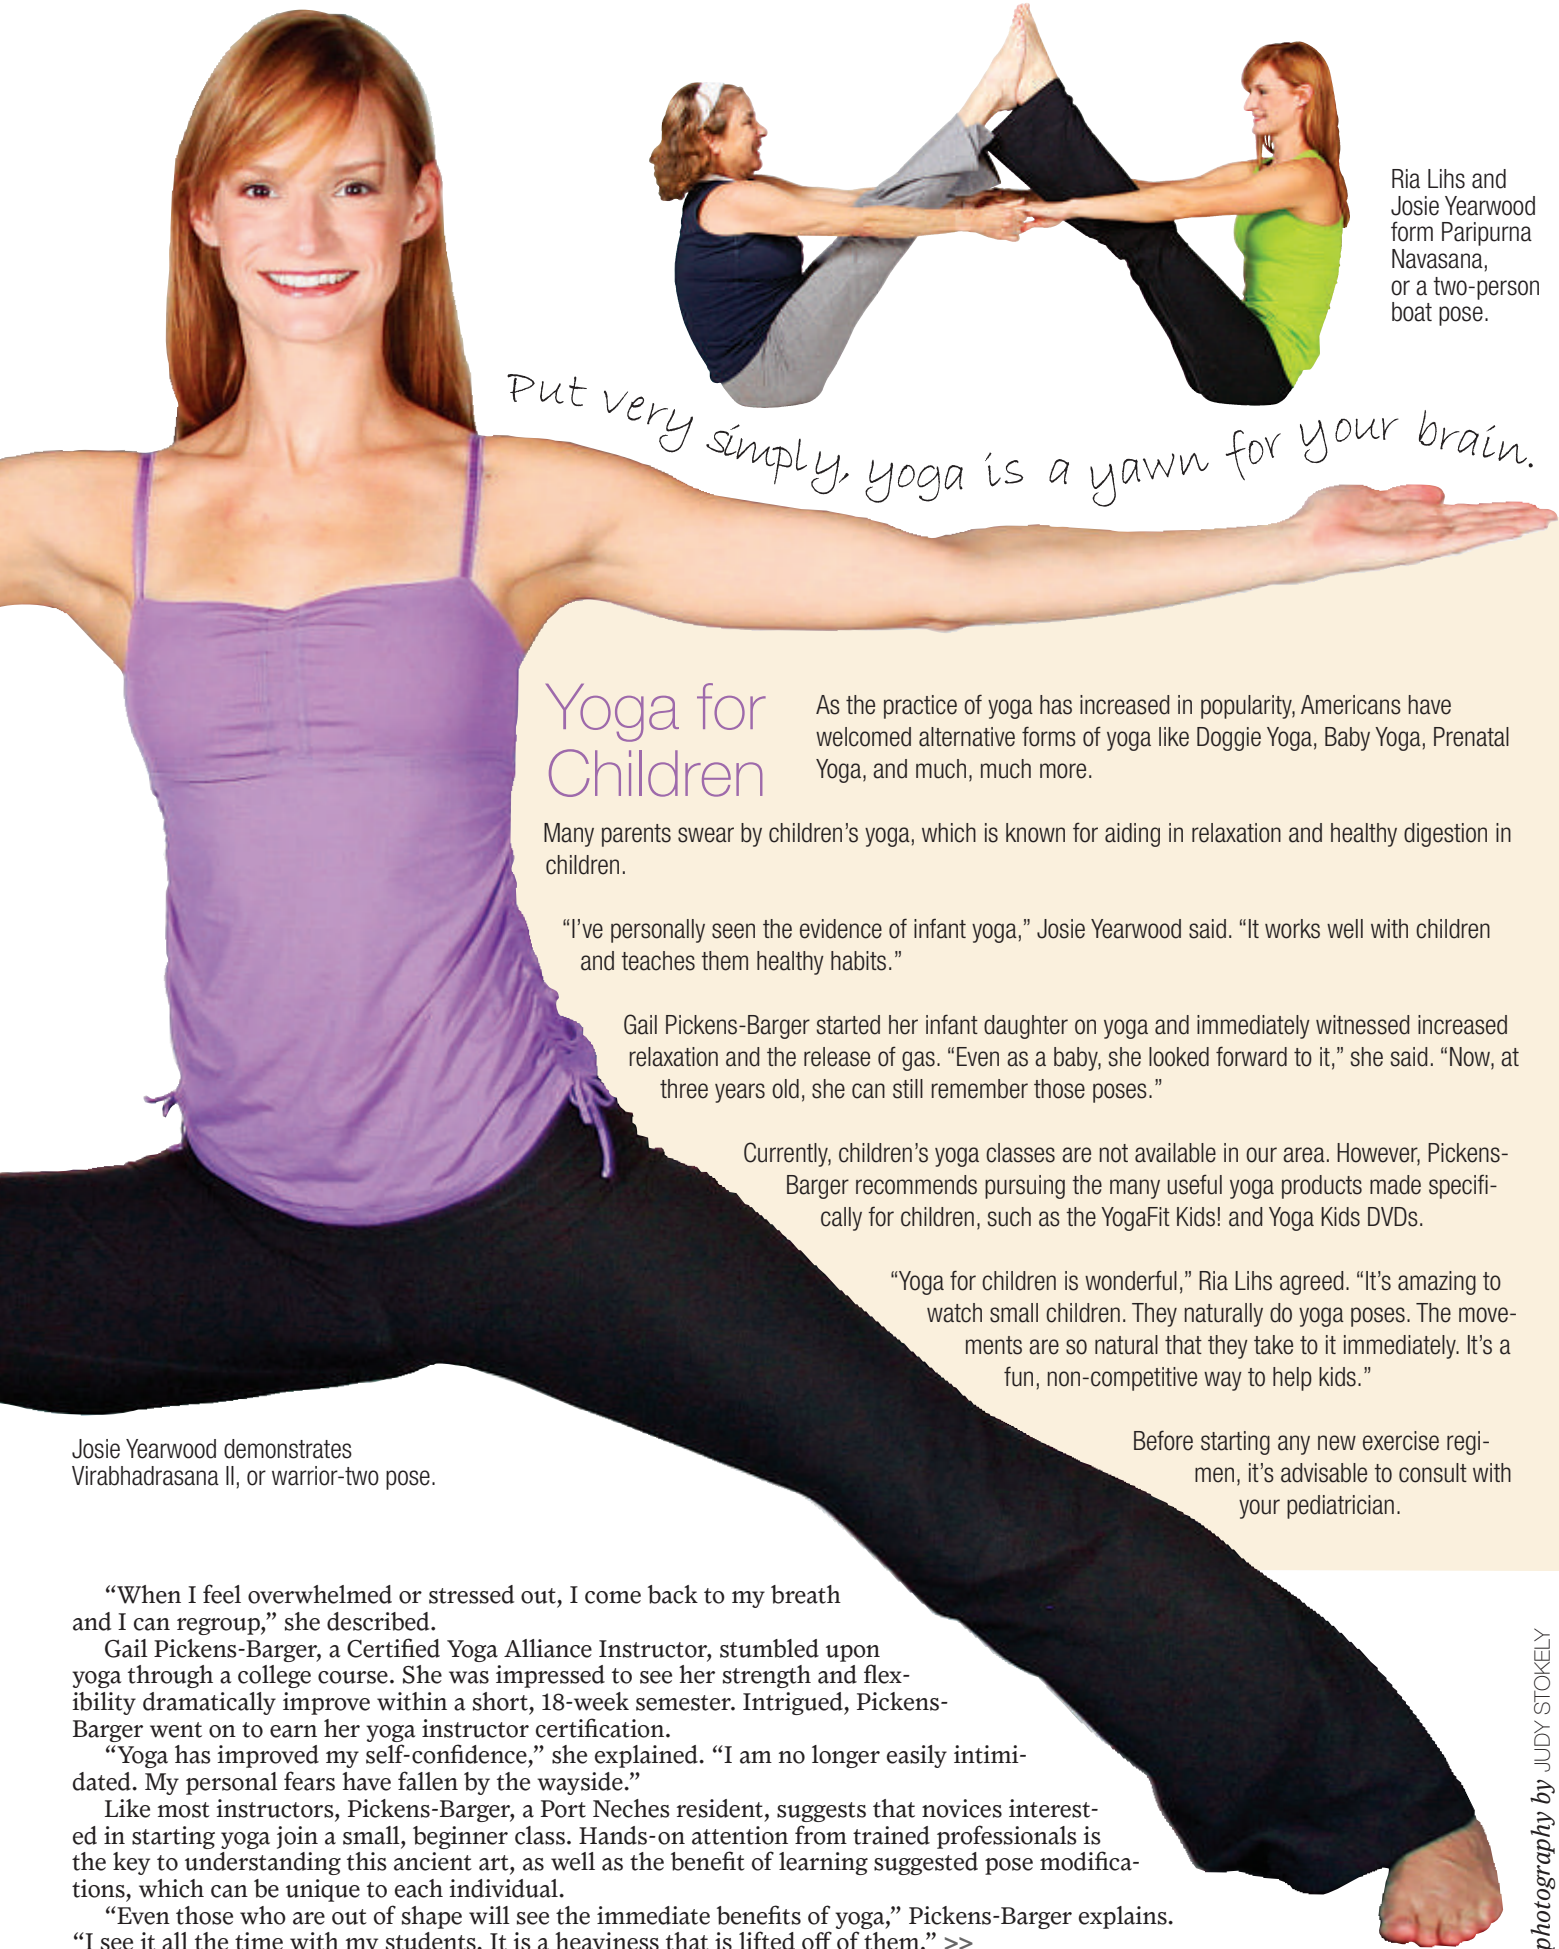 Ria Lihs and
Josie Yearwood
form Paripurna
Navasana,
or a two-person
boat pose.
Put very simply, yoga is a yawn for your brain.
Yoga for
Children
As the practice of yoga has increased in popularity, Americans have
welcomed alternative forms of yoga like Doggie Yoga, Baby Yoga, Prenatal
Yoga, and much, much more.
Many parents swear by children’s yoga, which is known for aiding in relaxation and healthy digestion in
children.
“I’ve personally seen the evidence of infant yoga,” Josie Yearwood said. “It works well with children
and teaches them healthy habits.”
Gail Pickens-Barger started her infant daughter on yoga and immediately witnessed increased
relaxation and the release of gas. “Even as a baby, she looked forward to it,” she said. “Now, at
three years old, she can still remember those poses.”
Currently, children’s yoga classes are not available in our area. However, Pickens-
Barger recommends pursuing the many useful yoga products made specifi-
cally for children, such as the YogaFit Kids! and Yoga Kids DVDs.
“Yoga for children is wonderful,” Ria Lihs agreed. “It’s amazing to
watch small children. They naturally do yoga poses. The move-
ments are so natural that they take to it immediately. It’s a
fun, non-competitive way to help kids.”
Before starting any new exercise regi-
men, it’s advisable to consult with
your pediatrician.
Josie Yearwood demonstrates
Virabhadrasana II, or warrior-two pose.
“When I feel overwhelmed or stressed out, I come back to my breath
and I can regroup,” she described.
Gail Pickens-Barger, a Certified Yoga Alliance Instructor, stumbled upon
yoga through a college course. She was impressed to see her strength and flex-
ibility dramatically improve within a short, 18-week semester. Intrigued, Pickens-
Barger went on to earn her yoga instructor certification.
“Yoga has improved my self-confidence,” she explained. “I am no longer easily intimi-
dated. My personal fears have fallen by the wayside.”
Like most instructors, Pickens-Barger, a Port Neches resident, suggests that novices interest-
ed in starting yoga join a small, beginner class. Hands-on attention from trained professionals is
the key to understanding this ancient art, as well as the benefit of learning suggested pose modifica-
tions, which can be unique to each individual.
“Even those who are out of shape will see the immediate benefits of yoga,” Pickens-Barger explains.
“I see it all the time with my students. It is a heaviness that is lifted off of them.” >>
photography by JUDY STOKELY